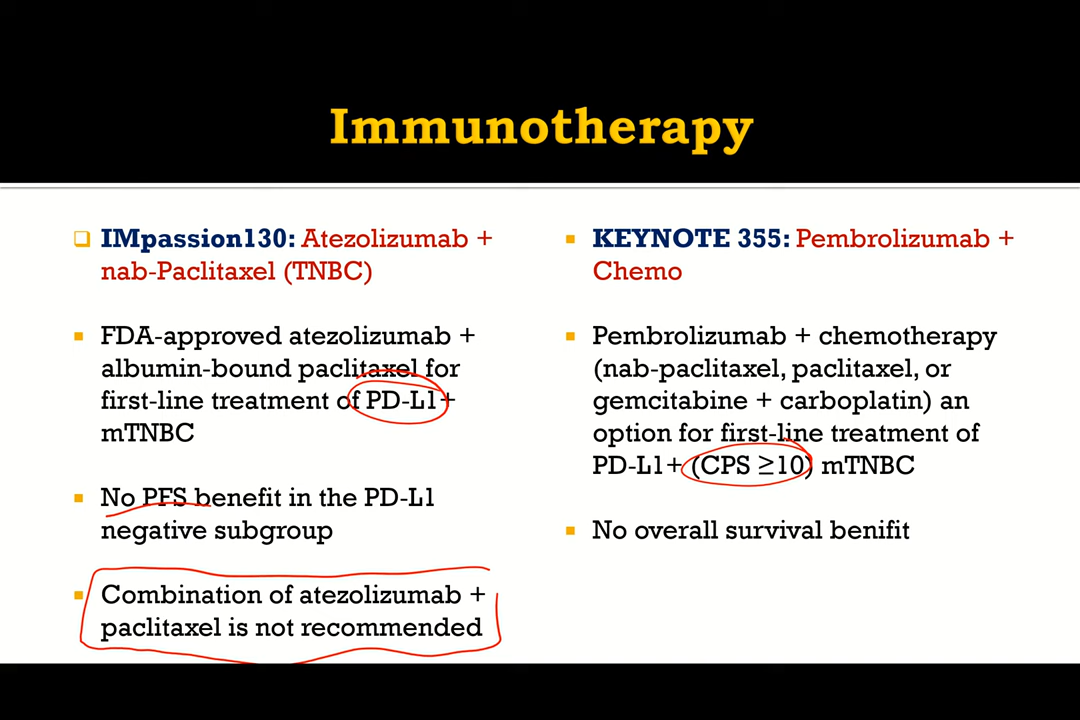 Immunotherapy
IMpassion130: Atezolizumab +
nab-Paclitaxel (TNBC)
FDA-approved atezolizumab +
albumin-bound paclitaxel for
first-line treatment of PD-L1+
mTNBC
No PFS benefit in the PD-L1
negative subgroup
Combination of atezolizumab +
paclitaxel is not recommended
KEYNOTE 355: Pembrolizumab +
Chemo
Pembrolizumab + chemotherapy
(nab-paclitaxel, paclitaxel, or
gemcitabine + carboplatin) an
option for first-line treatment of
PD-L1+ (CPS ≥10) mTNBC
No overall survival benifit